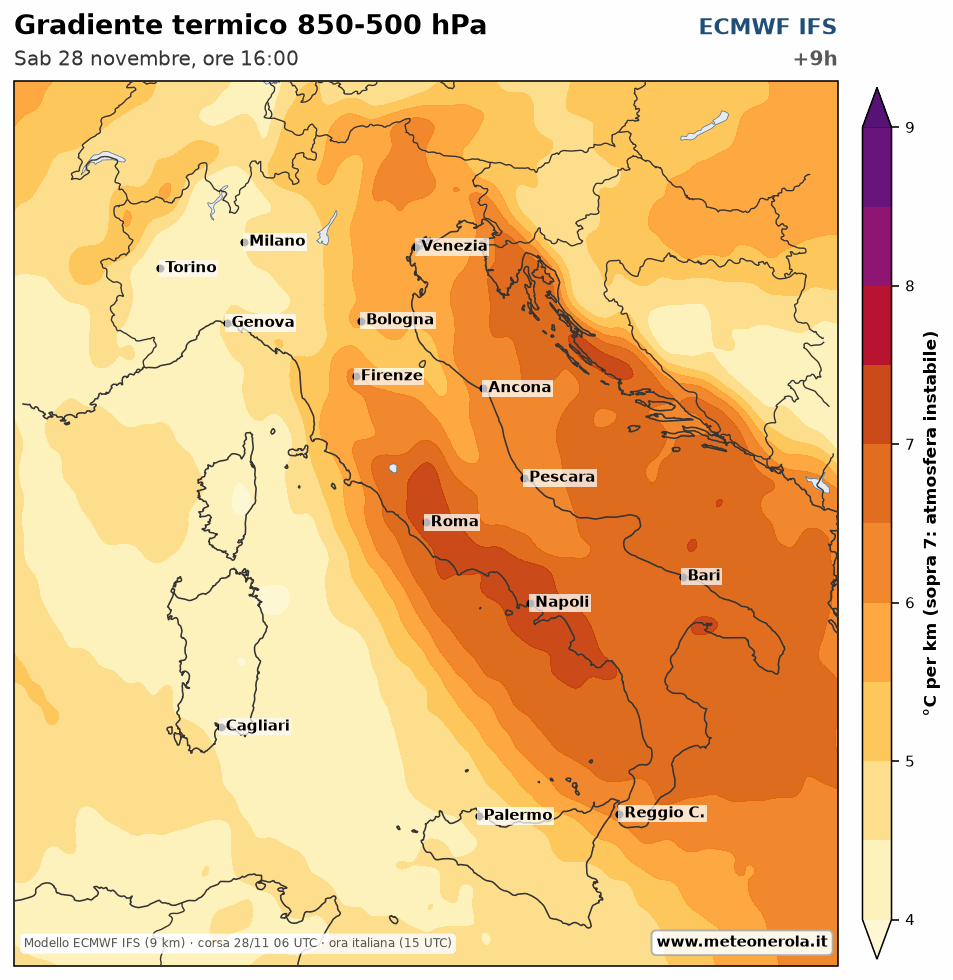 Gradiente termico 850-500 hPa
ECMWF IFS
Sab 28 novembre, ore 16:00
+9h
Milano
Venezia
Torino
Genova
Bologna
Firenze
Ancona
Pescara
Roma
Bari
Napoli
Cagliari
Palermo
Reggio C.
9
8
7
6
5
4
°C per km (sopra 7: atmosfera instabile)
Modello ECMWF IFS (9 km) · corsa 28/11 06 UTC · ora italiana (15 UTC)
www.meteonerola.it